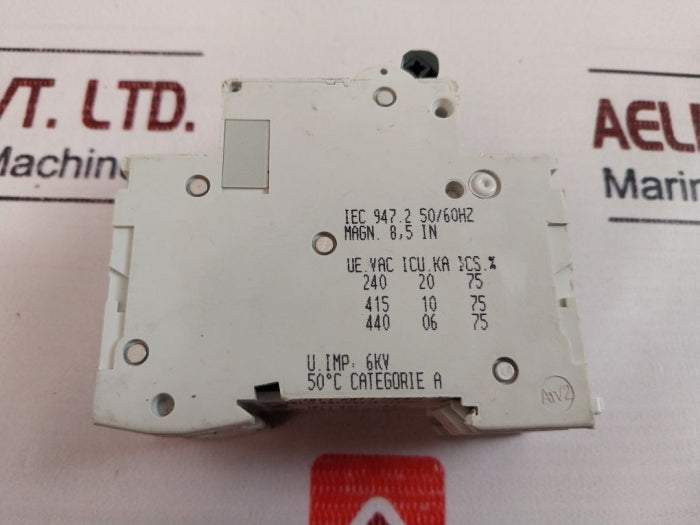 VT. LTD.
Machine
AELI
Marin
IEC 947.2 50/60HZ
MAGN. 8,5 IN
UE.VAC ICU.KA ICS.%
240 20 75
415 10 75
440 06 75
U.IMP. 6KV
50°C CATEGORIE A